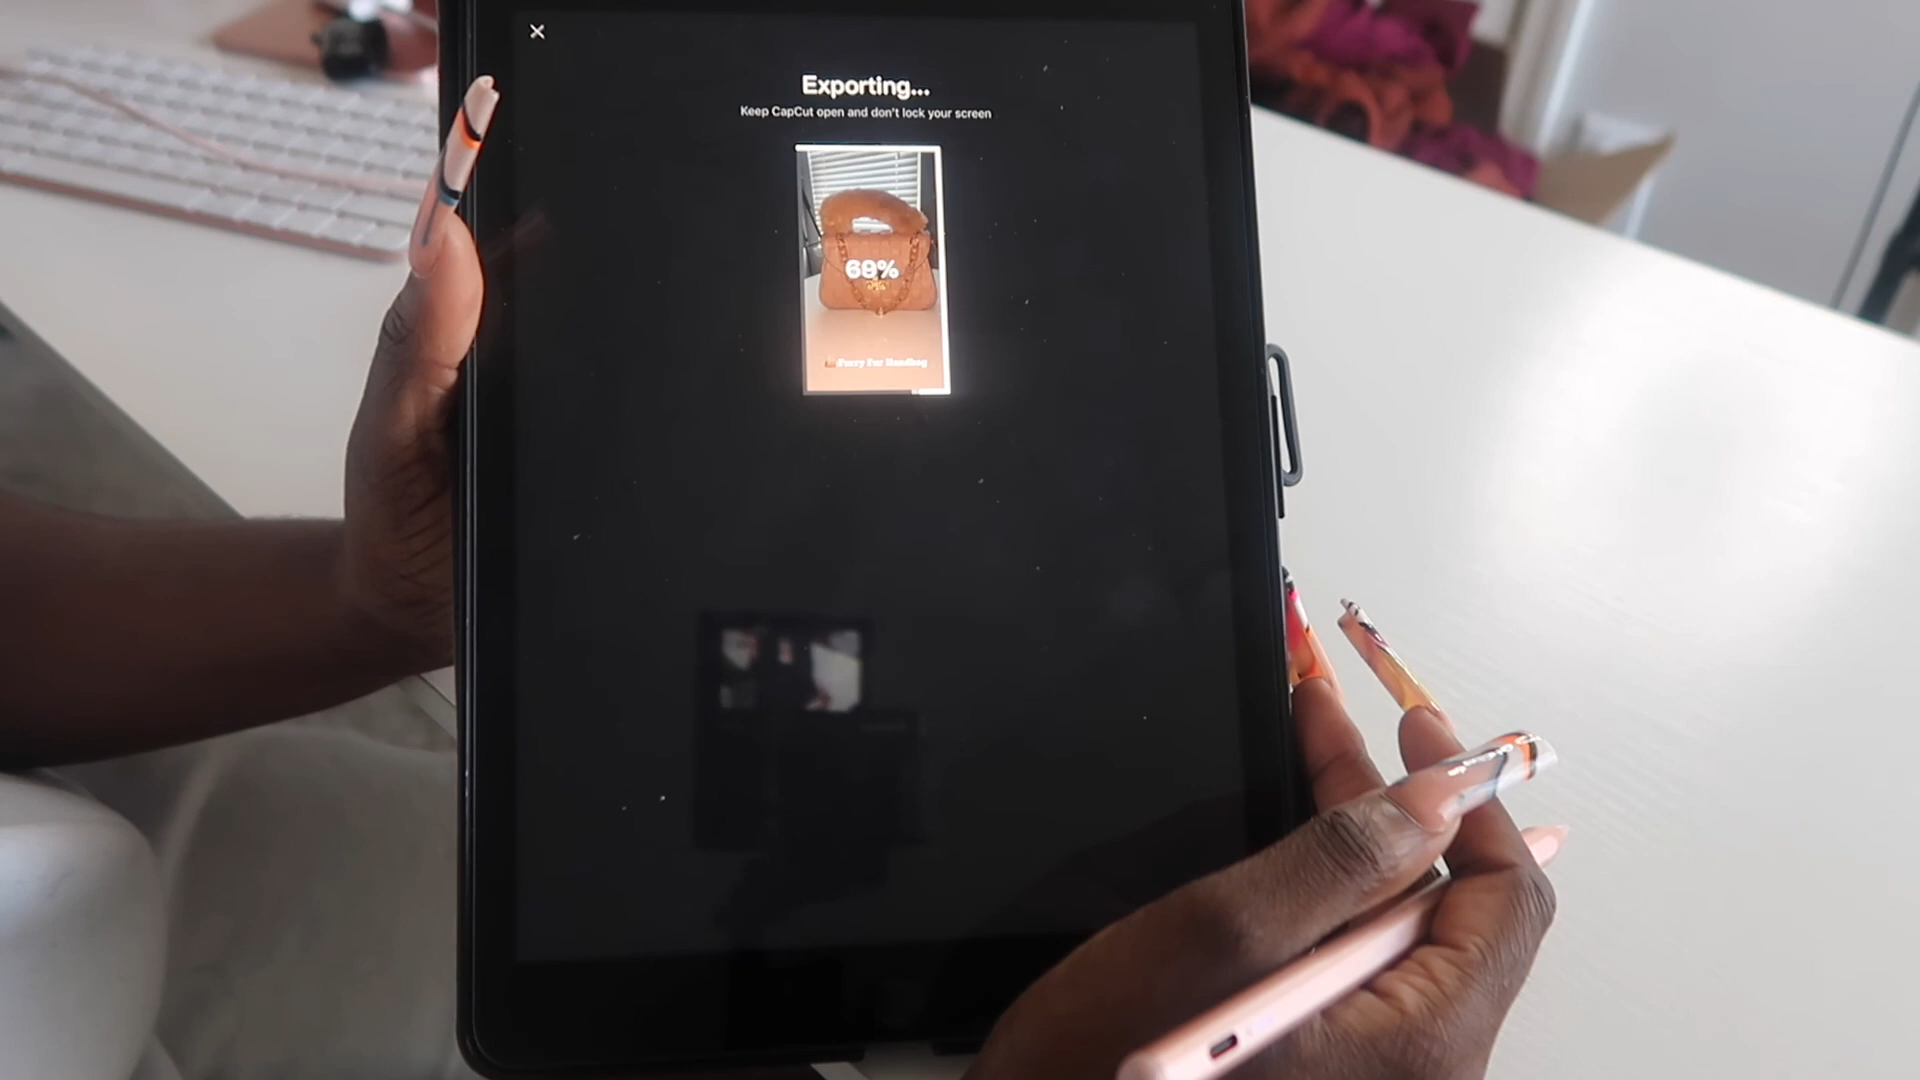 Exporting...
Keep CapCut open and don't lock your screen
69%
Furry Fur Handbag